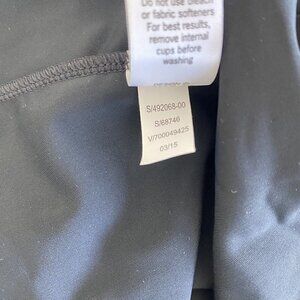 Do not use bleach
or fabric softeners
For best results,
remove internal
cups before
washing
S/492068-00
S/68746
V/700049425
03/15